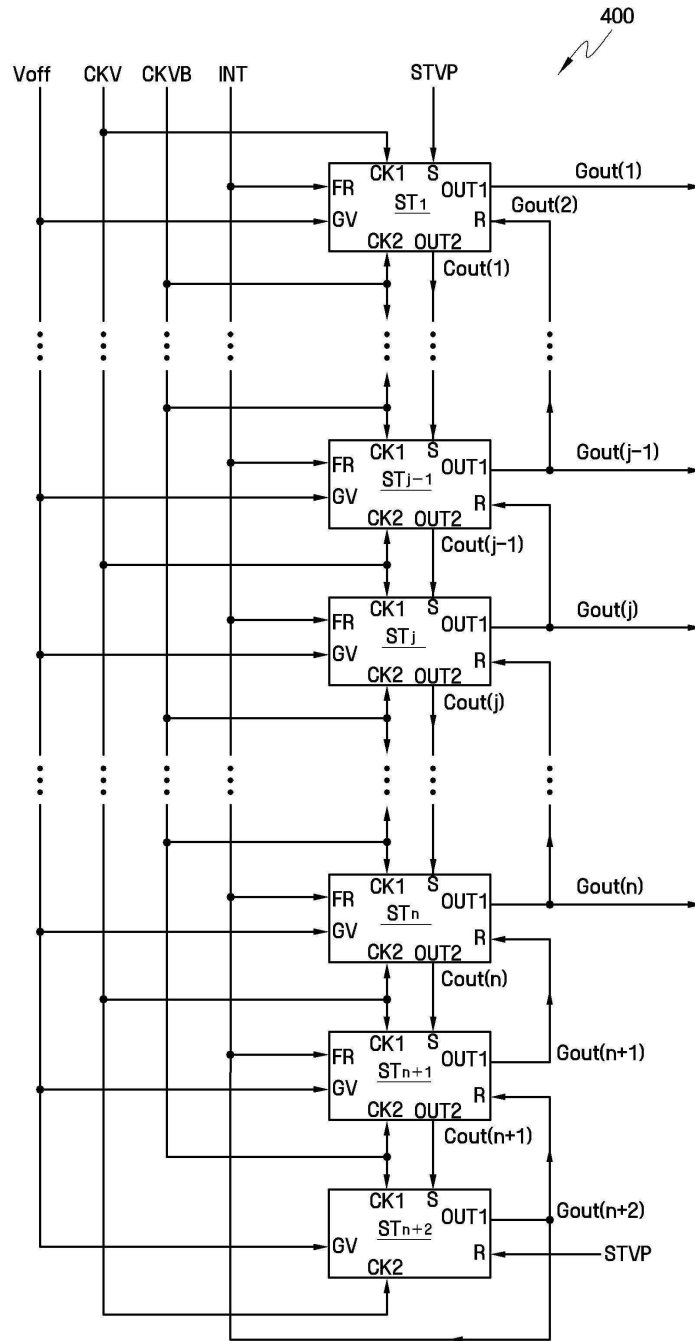 400
Voff CKV CKVB INT STVP
CK1 S
FR OUT1 Gout(1)
ST1 Gout(2)
GV R
CK2 OUT2
Cout(1)
CK1 S
FR OUT1 Gout(j-1)
STj-1
GV R
CK2 OUT2
Cout(j-1)
CK1 S
FR OUT1 Gout(j)
STj
GV R
CK2 OUT2
Cout(j)
CK1 S
FR OUT1 Gout(n)
STn
GV R
CK2 OUT2
Cout(n)
CK1 S
FR OUT1 Gout(n+1)
STn+1
GV R
CK2 OUT2
Cout(n+1)
CK1 S
OUT1 Gout(n+2)
STn+2
GV R STVP
CK2